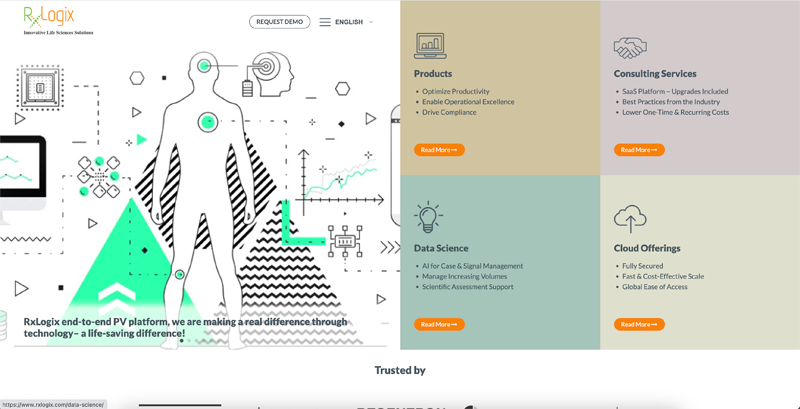 RxLogix
Innovative Life Sciences Solutions
REQUEST DEMO
ENGLISH
RxLogix end-to-end PV platform, we are making a real difference through
technology– a life-saving difference!
Products
• Optimize Productivity
• Enable Operational Excellence
• Drive Compliance
Read More
Consulting Services
• SaaS Platform – Upgrades Included
• Best Practices from the Industry
• Lower One-Time & Recurring Costs
Read More
Data Science
• AI for Case & Signal Management
• Manage Increasing Volumes
• Scientific Assessment Support
Read More
Cloud Offerings
• Fully Secured
• Fast & Cost-Effective Scale
• Global Ease of Access
Read More
Trusted by
https://www.rxlogix.com/data-science/